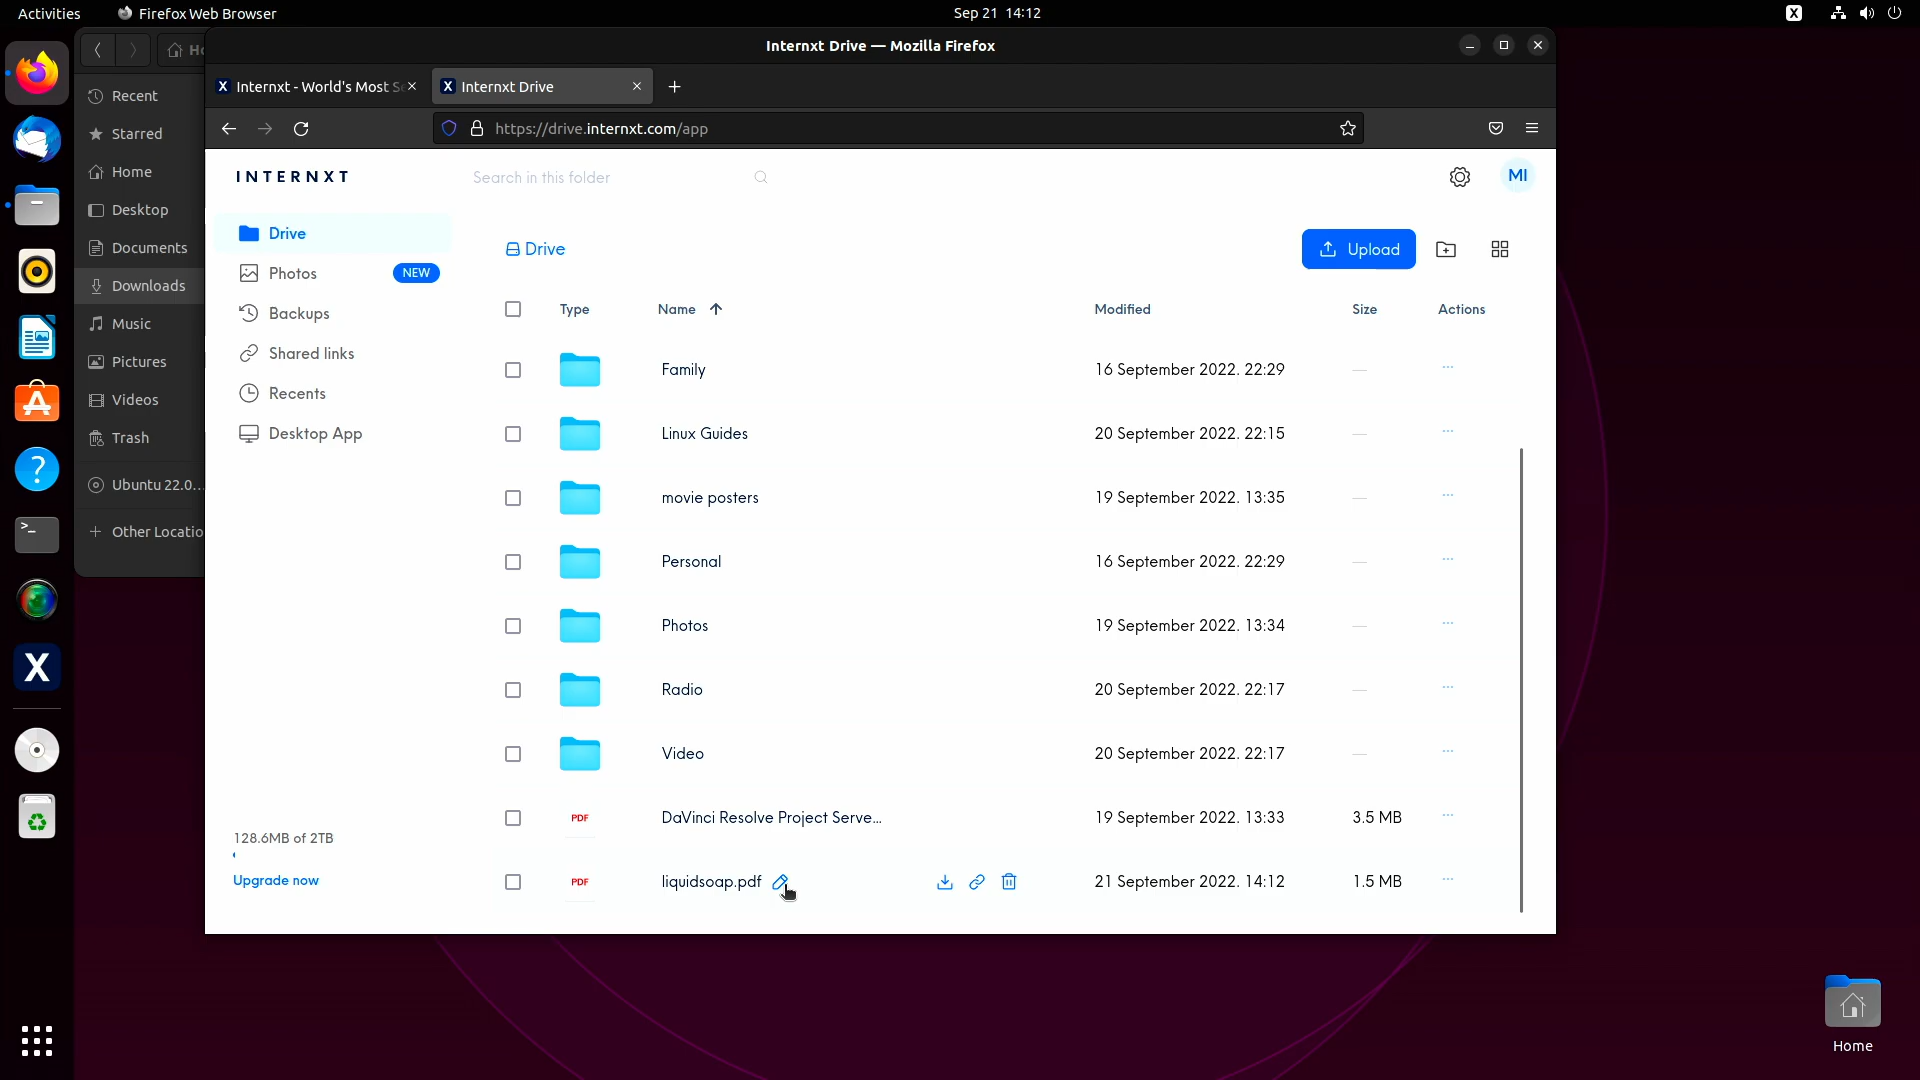 Activities
Firefox Web Browser
Sep 21 14:12
X
Internxt Drive — Mozilla Firefox
X Internxt - World's Most
X Internxt Drive
https://drive.internxt.com/app
Recent
Starred
Home
Desktop
Documents
Downloads
Music
Pictures
Videos
Trash
Ubuntu 22.0...
+ Other Locatio
INTERNXT
Search in this folder
MI
Drive
Photos
NEW
Backups
Shared links
Recents
Desktop App
128.6MB of 2TB
Upgrade now
Drive
Upload
Type
Name
Modified
Size
Actions
Family
16 September 2022. 22:29
—
...
Linux Guides
20 September 2022. 22:15
—
...
movie posters
19 September 2022. 13:35
—
...
Personal
16 September 2022. 22:29
—
...
Photos
19 September 2022. 13:34
—
...
Radio
20 September 2022. 22:17
—
...
Video
20 September 2022. 22:17
—
...
PDF
DaVinci Resolve Project Serve...
19 September 2022. 13:33
3.5 MB
...
PDF
liquidsoap.pdf
21 September 2022. 14:12
1.5 MB
...
>_
?
X
Home